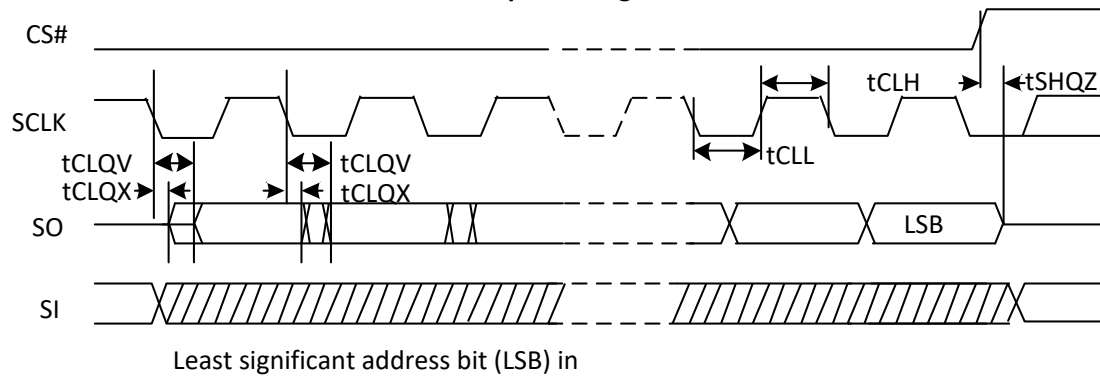 CS#
tCLH
tSHQZ
SCLK
tCLQV
tCLQV
tCLL
tCLQX
tCLQX
SO
LSB
SI
Least significant address bit (LSB) in